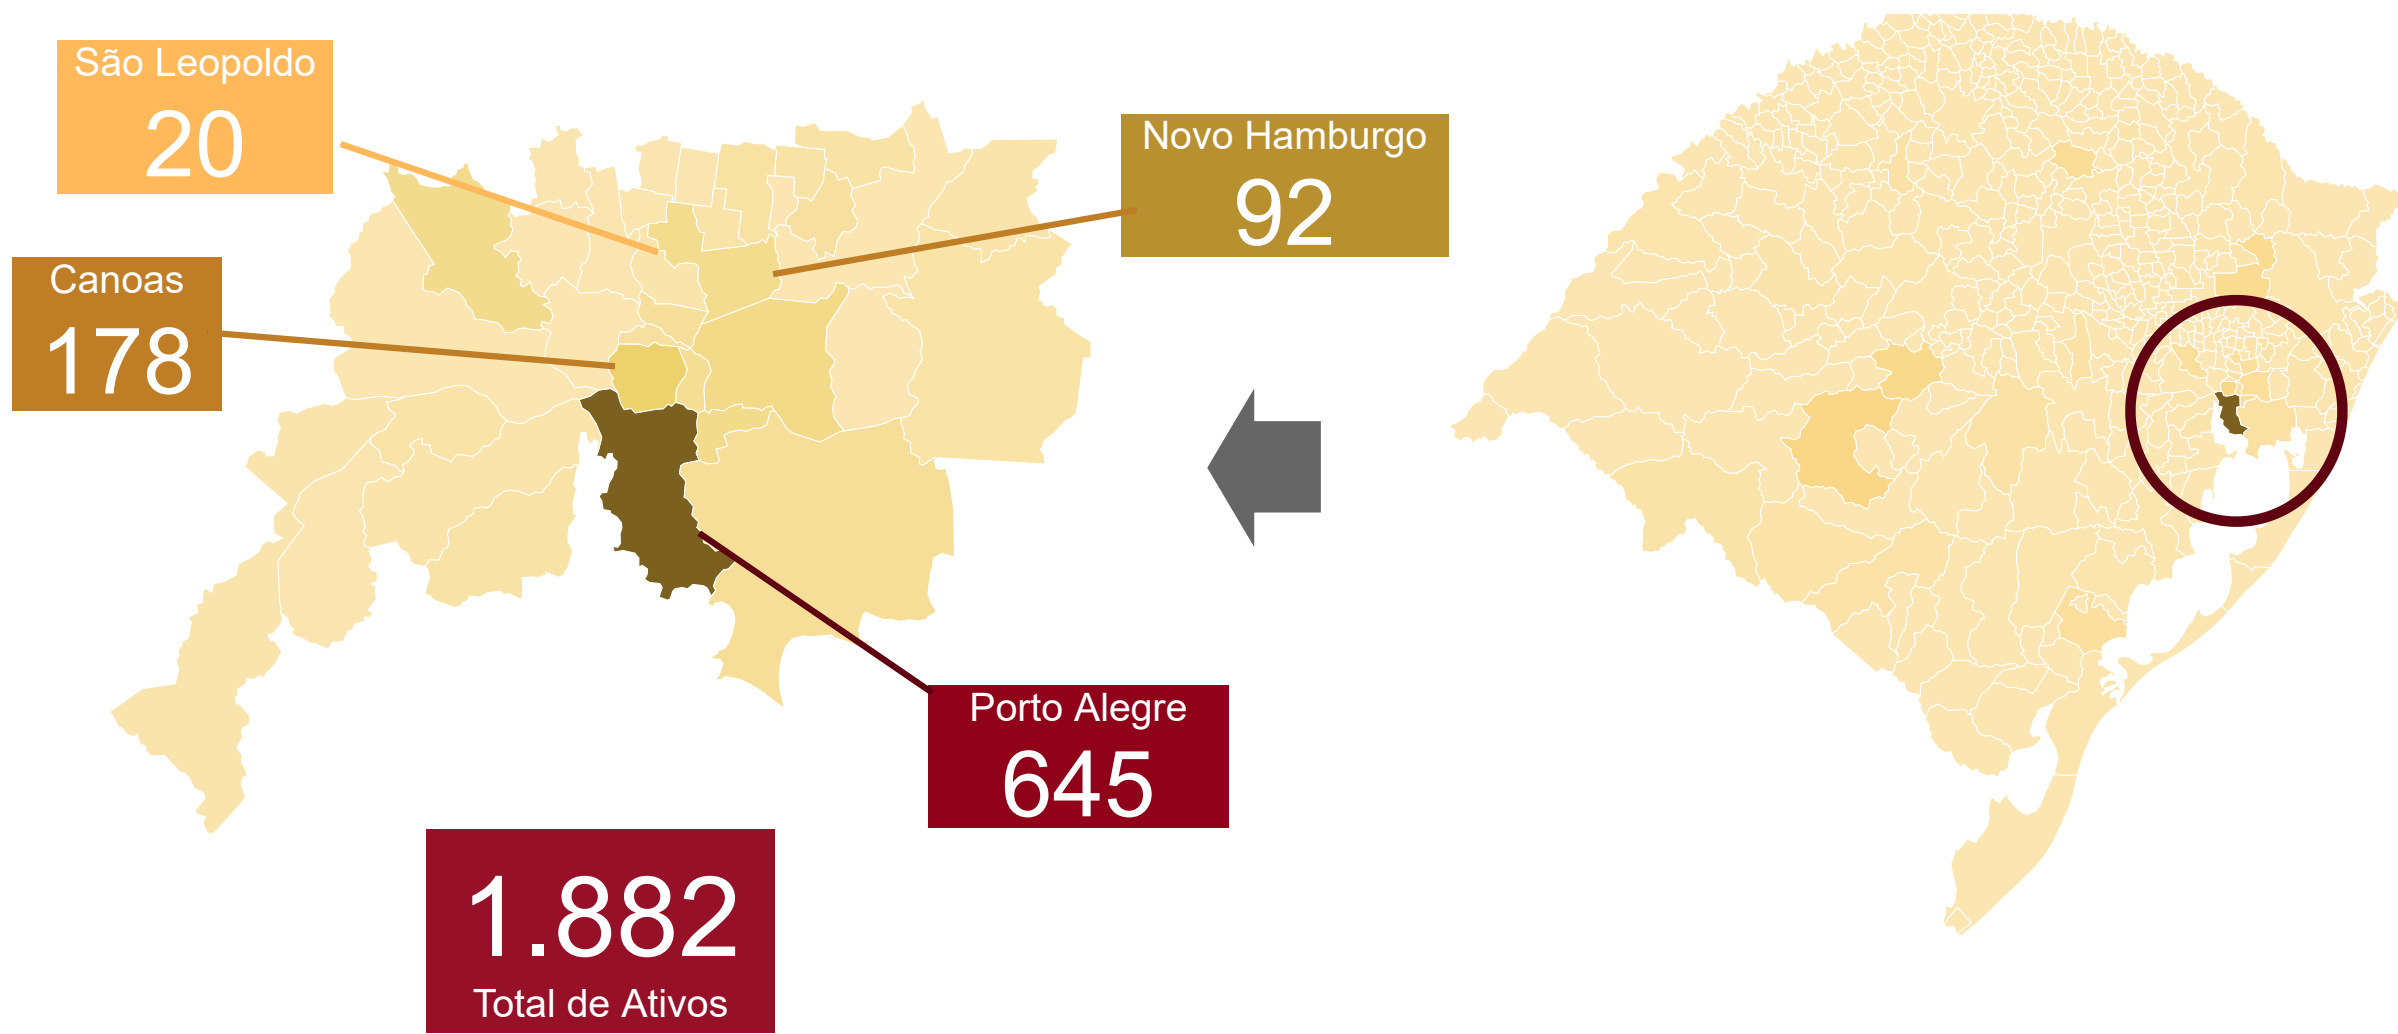 São Leopoldo
20
Novo Hamburgo
92
Canoas
178
Porto Alegre
645
1.882
Total de Ativos